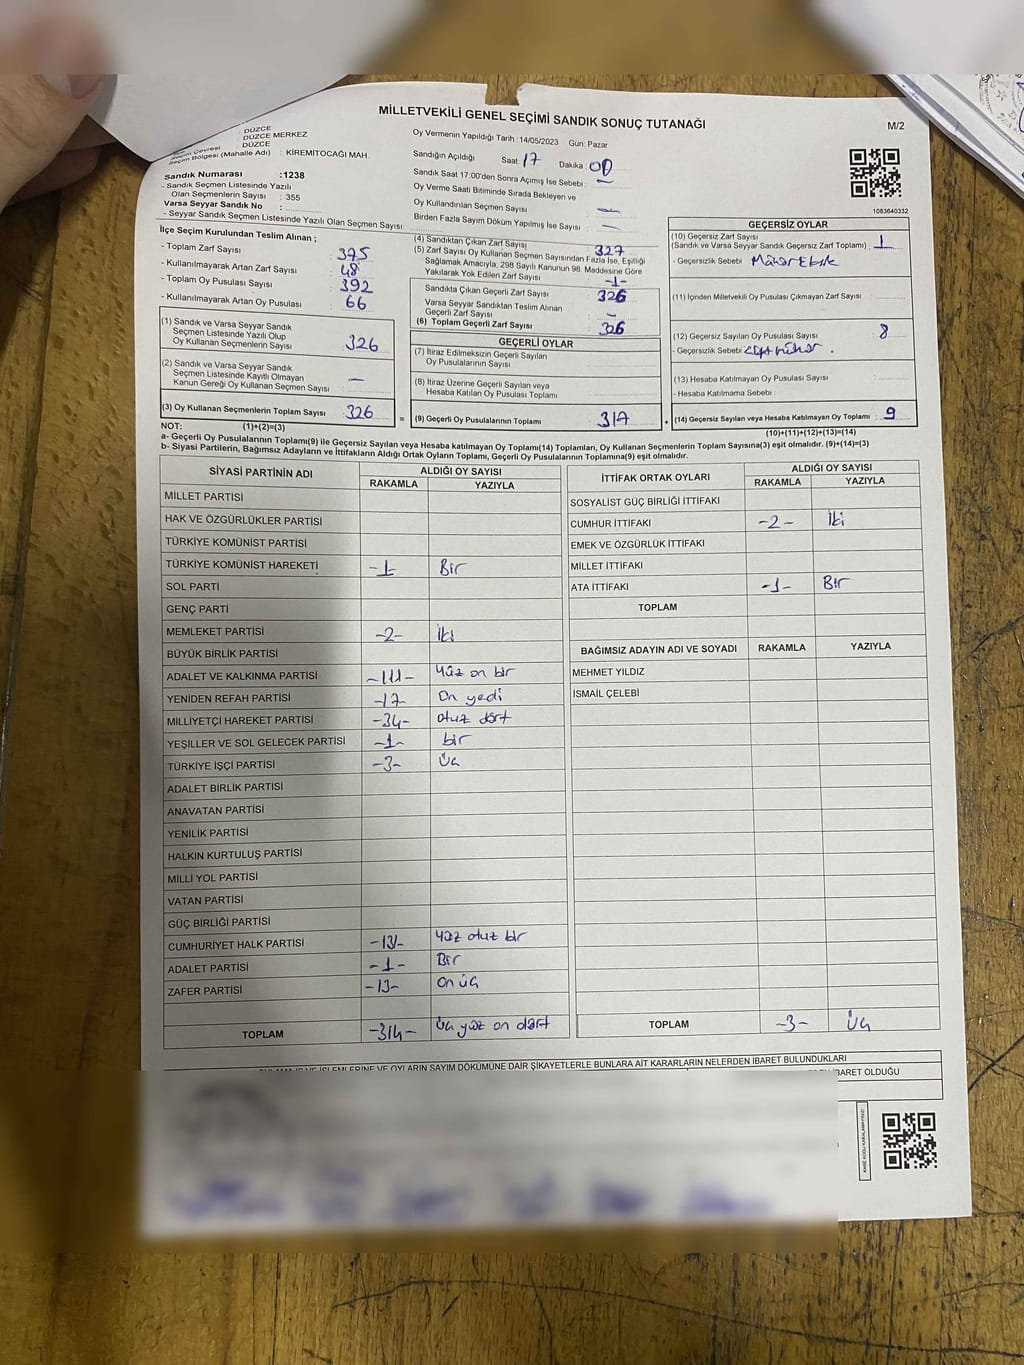 MİLLETVEKİLİ GENEL SEÇİMİ SANDIK SONUÇ TUTANAĞI
M/2
DÜZCE
DÜZCE MERKEZ
DÜZCE
Seçim Bölgesi (Mahalle Adı) : KİREMİTOCAĞI MAH.
Sandık Numarası :1238
- Sandık Seçmen Listesinde Yazılı
Olan Seçmenlerin Sayısı : 355
Varsa Seyyar Sandık No :
- Seyyar Sandık Seçmen Listesinde Yazılı Olan Seçmen Sayısı
Oy Vermenin Yapıldığı Tarih :14/05/2023 Gün: Pazar
Sandığın Açıldığı Saat: 17 Dakika : 00
Sandık Saat 17:00'den Sonra Açımış İse Sebebi : —
Oy Verme Saati Bitiminde Sırada Bekleyen ve
Oy Kullandırılan Seçmen Sayısı : —
Birden Fazla Sayım Döküm Yapılmış İse Sayısı : —
1083640332
İlçe Seçim Kurulundan Teslim Alınan ;
- Toplam Zarf Sayısı : 375
- Kullanılmayarak Artan Zarf Sayısı : 48
- Toplam Oy Pusulası Sayısı : 392
- Kullanılmayarak Artan Oy Pusulası : 66
(1) Sandık ve Varsa Seyyar Sandık
Seçmen Listesinde Yazılı Olup
Oy Kullanan Seçmenlerin Sayısı : 326
(2) Sandık ve Varsa Seyyar Sandık
Seçmen Listesinde Kayıtlı Olmayan
Kanun Gereği Oy Kullanan Seçmen Sayısı : —
(3) Oy Kullanan Seçmenlerin Toplam Sayısı : 326
(4) Sandıktan Çıkan Zarf Sayısı : 327
(5) Zarf Sayısı Oy Kullanan Seçmen Sayısından Fazla İse, Eşitliği
Sağlamak Amacıyla, 298 Sayılı Kanunun 98. Maddesine Göre
Yakılarak Yok Edilen Zarf Sayısı : -1-
Sandıkta Çıkan Geçerli Zarf Sayısı : 326
Varsa Seyyar Sandıktan Teslim Alınan
Geçerli Zarf Sayısı : —
(6) Toplam Geçerli Zarf Sayısı : 326
GEÇERLİ OYLAR
(7) İtiraz Edilmeksizin Geçerli Sayılan
Oy Pusulalarının Sayısı :
(8) İtiraz Üzerine Geçerli Sayılan veya
Hesaba Katılan Oy Pusulaları Toplamı :
= (9) Geçerli Oy Pusulalarının Toplamı : 317
GEÇERSİZ OYLAR
(10) Geçersiz Zarf Sayısı
(Sandık ve Varsa Seyyar Sandık Geçersiz Zarf Toplamı) : 1
- Geçersizlik Sebebi :
(11) İçinden Milletvekili Oy Pusulası Çıkmayan Zarf Sayısı :
(12) Geçersiz Sayılan Oy Pusulası Sayısı : 8
- Geçersizlik Sebebi
(13) Hesaba Katılmayan Oy Pusulası Sayısı :
- Hesaba Katılmama Sebebi :
+ (14) Geçersiz Sayılan veya Hesaba Katılmayan Oy Toplamı : 9
NOT: (1)+(2)=(3)
(10)+(11)+(12)+(13)=(14)
a- Geçerli Oy Pusulalarının Toplamı(9) ile Geçersiz Sayılan veya Hesaba katılmayan Oy Toplamı(14) Toplamları, Oy Kullanan Seçmenlerin Toplam Sayısına(3) eşit olmalıdır. (9)+(14)=(3)
b- Siyasi Partilerin, Bağımsız Adayların ve İttifakların Aldığı Ortak Oyların Toplamı, Geçerli Oy Pusulalarının Toplamına(9) eşit olmalıdır.
SİYASİ PARTİNİN ADI ALDIĞI OY SAYISI
RAKAMLA YAZIYLA
MİLLET PARTİSİ
HAK VE ÖZGÜRLÜKLER PARTİSİ
TÜRKİYE KOMÜNİST PARTİSİ
TÜRKİYE KOMÜNİST HAREKETİ -1- Bir
SOL PARTİ
GENÇ PARTİ
MEMLEKET PARTİSİ -2- İki
BÜYÜK BİRLİK PARTİSİ
ADALET VE KALKINMA PARTİSİ -111- Yüz on bir
YENİDEN REFAH PARTİSİ -17- On yedi
MİLLİYETÇİ HAREKET PARTİSİ -34- otuz dört
YEŞİLLER VE SOL GELECEK PARTİSİ -1- bir
TÜRKİYE İŞÇİ PARTİSİ -3- Üç
ADALET BİRLİK PARTİSİ
ANAVATAN PARTİSİ
YENİLİK PARTİSİ
HALKIN KURTULUŞ PARTİSİ
MİLLİ YOL PARTİSİ
VATAN PARTİSİ
GÜÇ BİRLİĞİ PARTİSİ
CUMHURİYET HALK PARTİSİ -131- Yüz otuz bir
ADALET PARTİSİ -1- Bir
ZAFER PARTİSİ -13- On üç
TOPLAM -314- Üç yüz on dört
İTTİFAK ORTAK OYLARI ALDIĞI OY SAYISI
RAKAMLA YAZIYLA
SOSYALİST GÜÇ BİRLİĞİ İTTİFAKI
CUMHUR İTTİFAKI -2- İki
EMEK VE ÖZGÜRLÜK İTTİFAKI
MİLLET İTTİFAKI
ATA İTTİFAKI -1- Bir
TOPLAM
BAĞIMSIZ ADAYIN ADI VE SOYADI RAKAMLA YAZIYLA
MEHMET YILDIZ
İSMAİL ÇELEBİ
TOPLAM -3- Üç
İŞLEMLERİNE VE OYLARIN SAYIM DÖKÜMÜNE DAİR ŞİKAYETLERLE BUNLARA AİT KARARLARIN NELERDEN İBARET BULUNDUKLARI
İBARET OLDUĞU